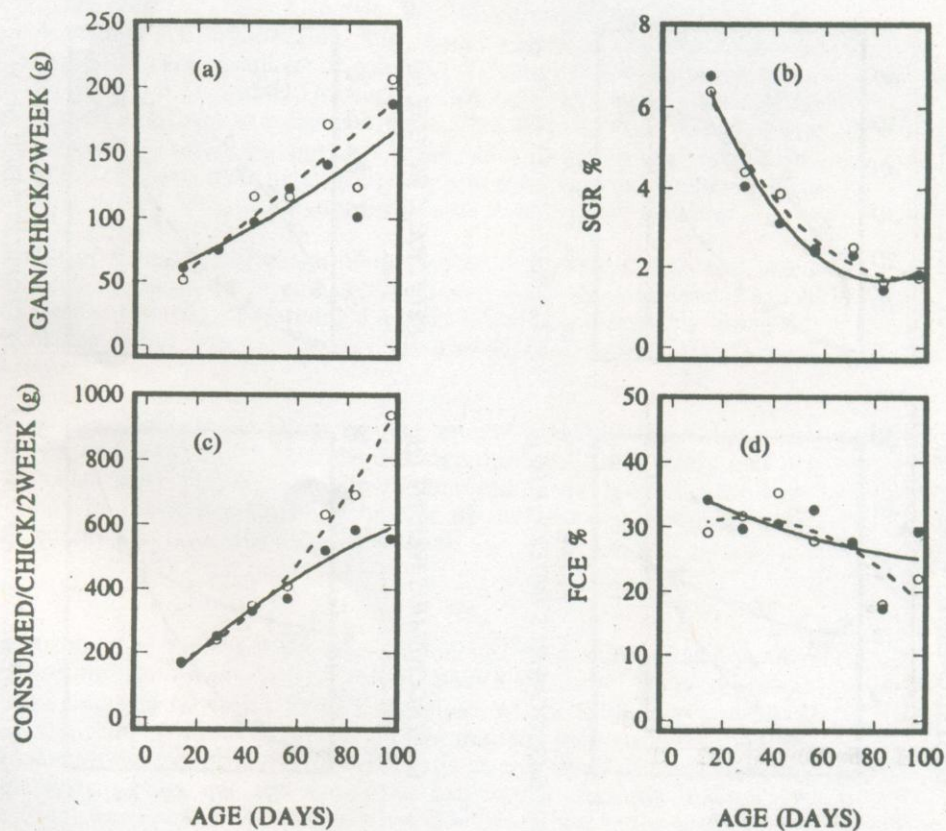 GAIN/CHICK/2WEEK (g)
250
200
150
100
50
0
(a)
SGR %
8
6
4
2
0
(b)
CONSUMED/CHICK/2WEEK (g)
1000
800
600
400
200
0
(c)
0 20 40 60 80 100
AGE (DAYS)
FCE %
50
40
30
20
10
0
(d)
0 20 40 60 80 100
AGE (DAYS)